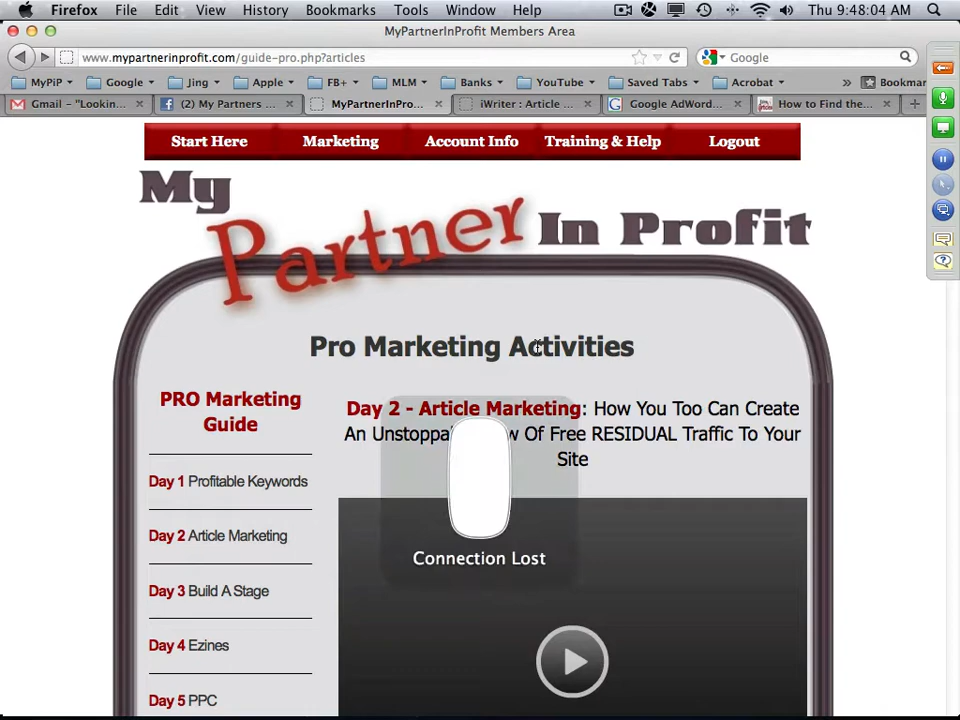 Firefox File Edit View History Bookmarks Tools Window Help Thu 9:48:04 AM
MyPartnerInProfit Members Area
www.mypartnerinprofit.com/guide-pro.php?articles Google
MyPiP Google Jing Apple FB+ MLM Banks YouTube Saved Tabs Acrobat » Bookmar
Gmail - "Lookin... (2) My Partners ... MyPartnerInPro... iWriter : Article ... Google AdWord... How to Find the...
Start Here Marketing Account Info Training & Help Logout
My
Partner In Profit
Pro Marketing Activities
PRO Marketing
Guide
Day 1 Profitable Keywords
Day 2 Article Marketing
Day 3 Build A Stage
Day 4 Ezines
Day 5 PPC
Day 2 - Article Marketing: How You Too Can Create
An Unstoppa w Of Free RESIDUAL Traffic To Your
Site
Connection Lost